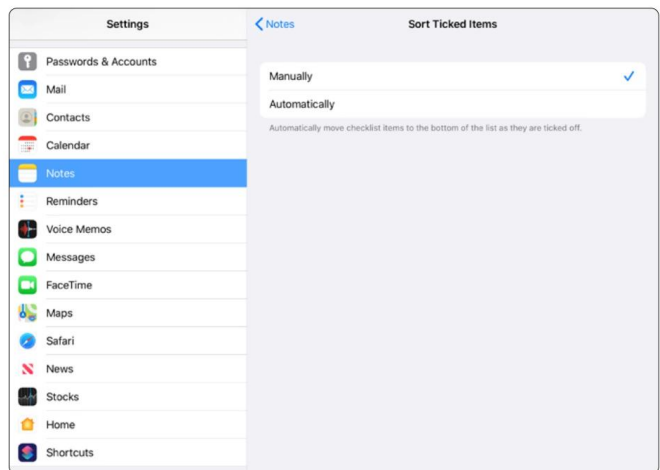 Settings
Passwords & Accounts
Mail
Contacts
Calendar
Notes
Reminders
Voice Memos
Messages
FaceTime
Maps
Safari
News
Stocks
Home
Shortcuts
Notes
Sort Ticked Items
Manually
Automatically
Automatically move checklist items to the bottom of the list as they are ticked off.